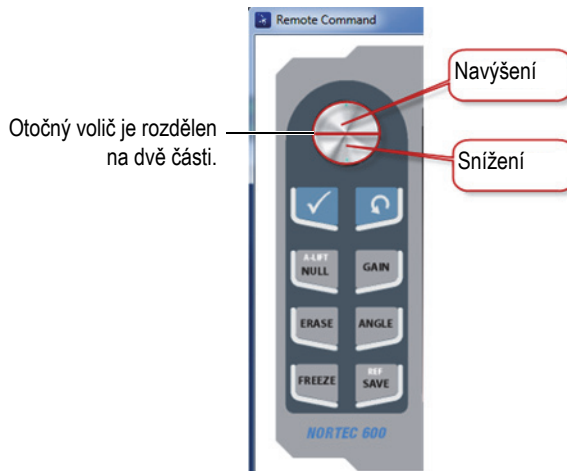 Remote Command
Navýšení
Otočný volič je rozdělen
na dvě části.
Snížení
A-LIFT
NULL
GAIN
ERASE
ANGLE
FREEZE
REF
SAVE
NORTEC 600